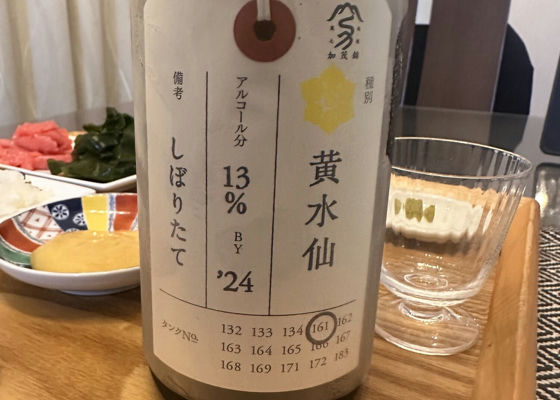 加茂錦
種別
黄水仙
アルコール分
13%
BY
'24
備考
しぼりたて
タンクNo.
132 133 134 161 162
163 164 165 166 167
168 169 171 172 183